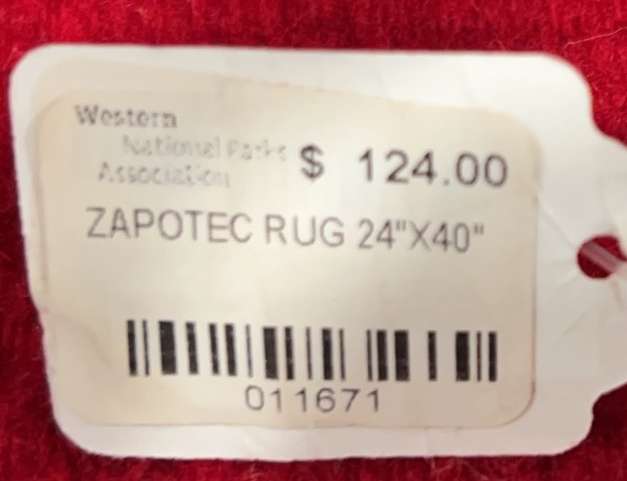 Western
National Parks
Association
$ 124.00
ZAPOTEC RUG 24"X40"
011671